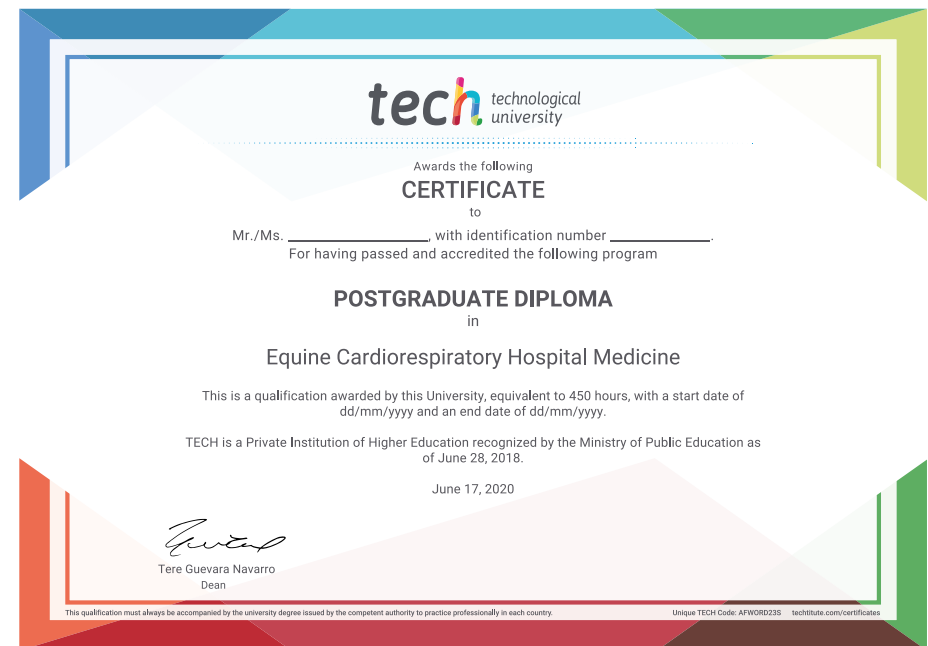 tech technological
university
Awards the following
CERTIFICATE
to
Mr./Ms. ____________________, with identification number ______________.
For having passed and accredited the following program
POSTGRADUATE DIPLOMA
in
Equine Cardiorespiratory Hospital Medicine
This is a qualification awarded by this University, equivalent to 450 hours, with a start date of
dd/mm/yyyy and an end date of dd/mm/yyyy.
TECH is a Private Institution of Higher Education recognized by the Ministry of Public Education as
of June 28, 2018.
June 17, 2020
Tere Guevara Navarro
Dean
This qualification must always be accompanied by the university degree issued by the competent authority to practice professionally in each country. Unique TECH Code: AFWORD23S techtitute.com/certificates